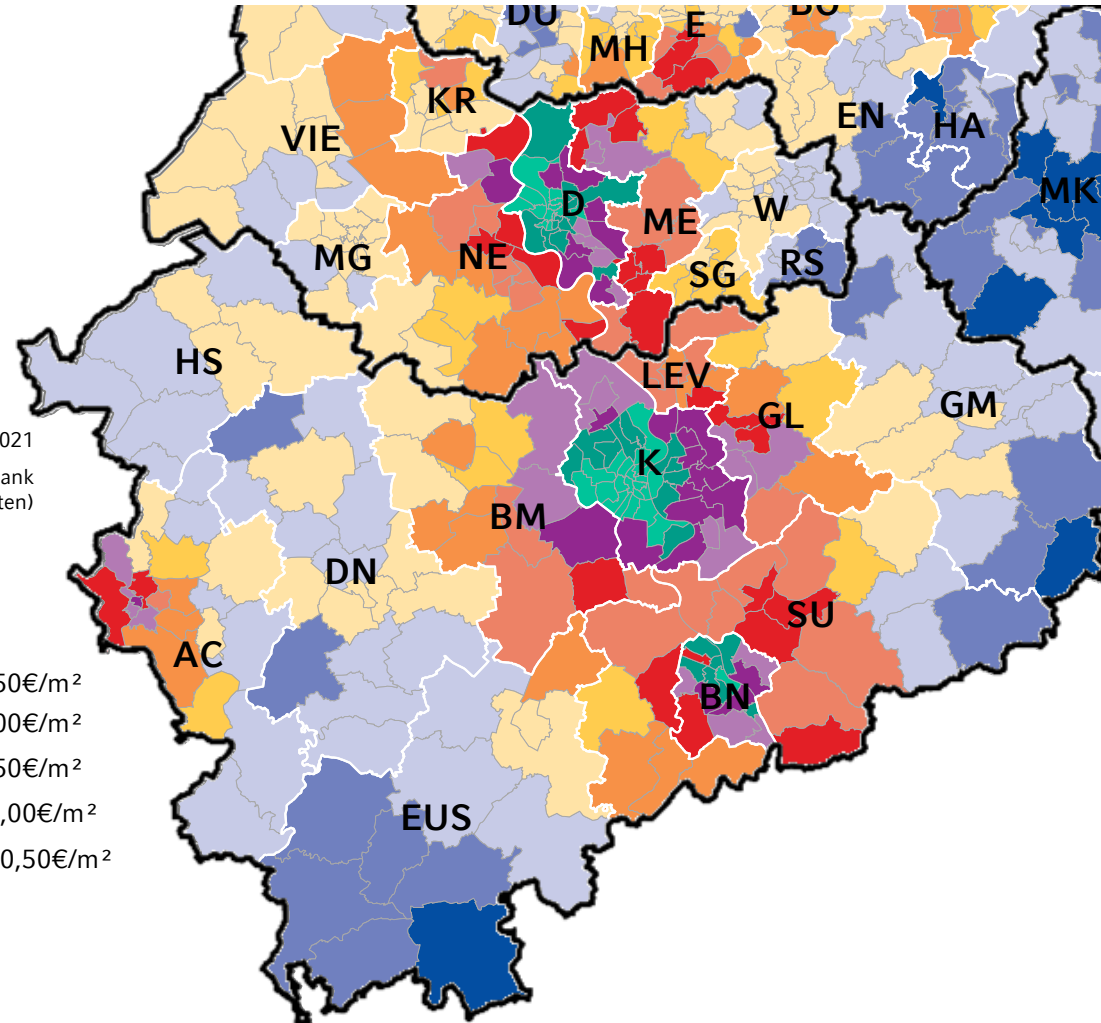 DU
E
BO
MH
KR
EN
HA
VIE
MK
D
W
ME
MG
NE
SG
RS
HS
LEV
GL
GM
021
K
ank
ten)
BM
DN
SU
AC
50€/m²
BN
00€/m²
50€/m²
,00€/m²
EUS
0,50€/m²